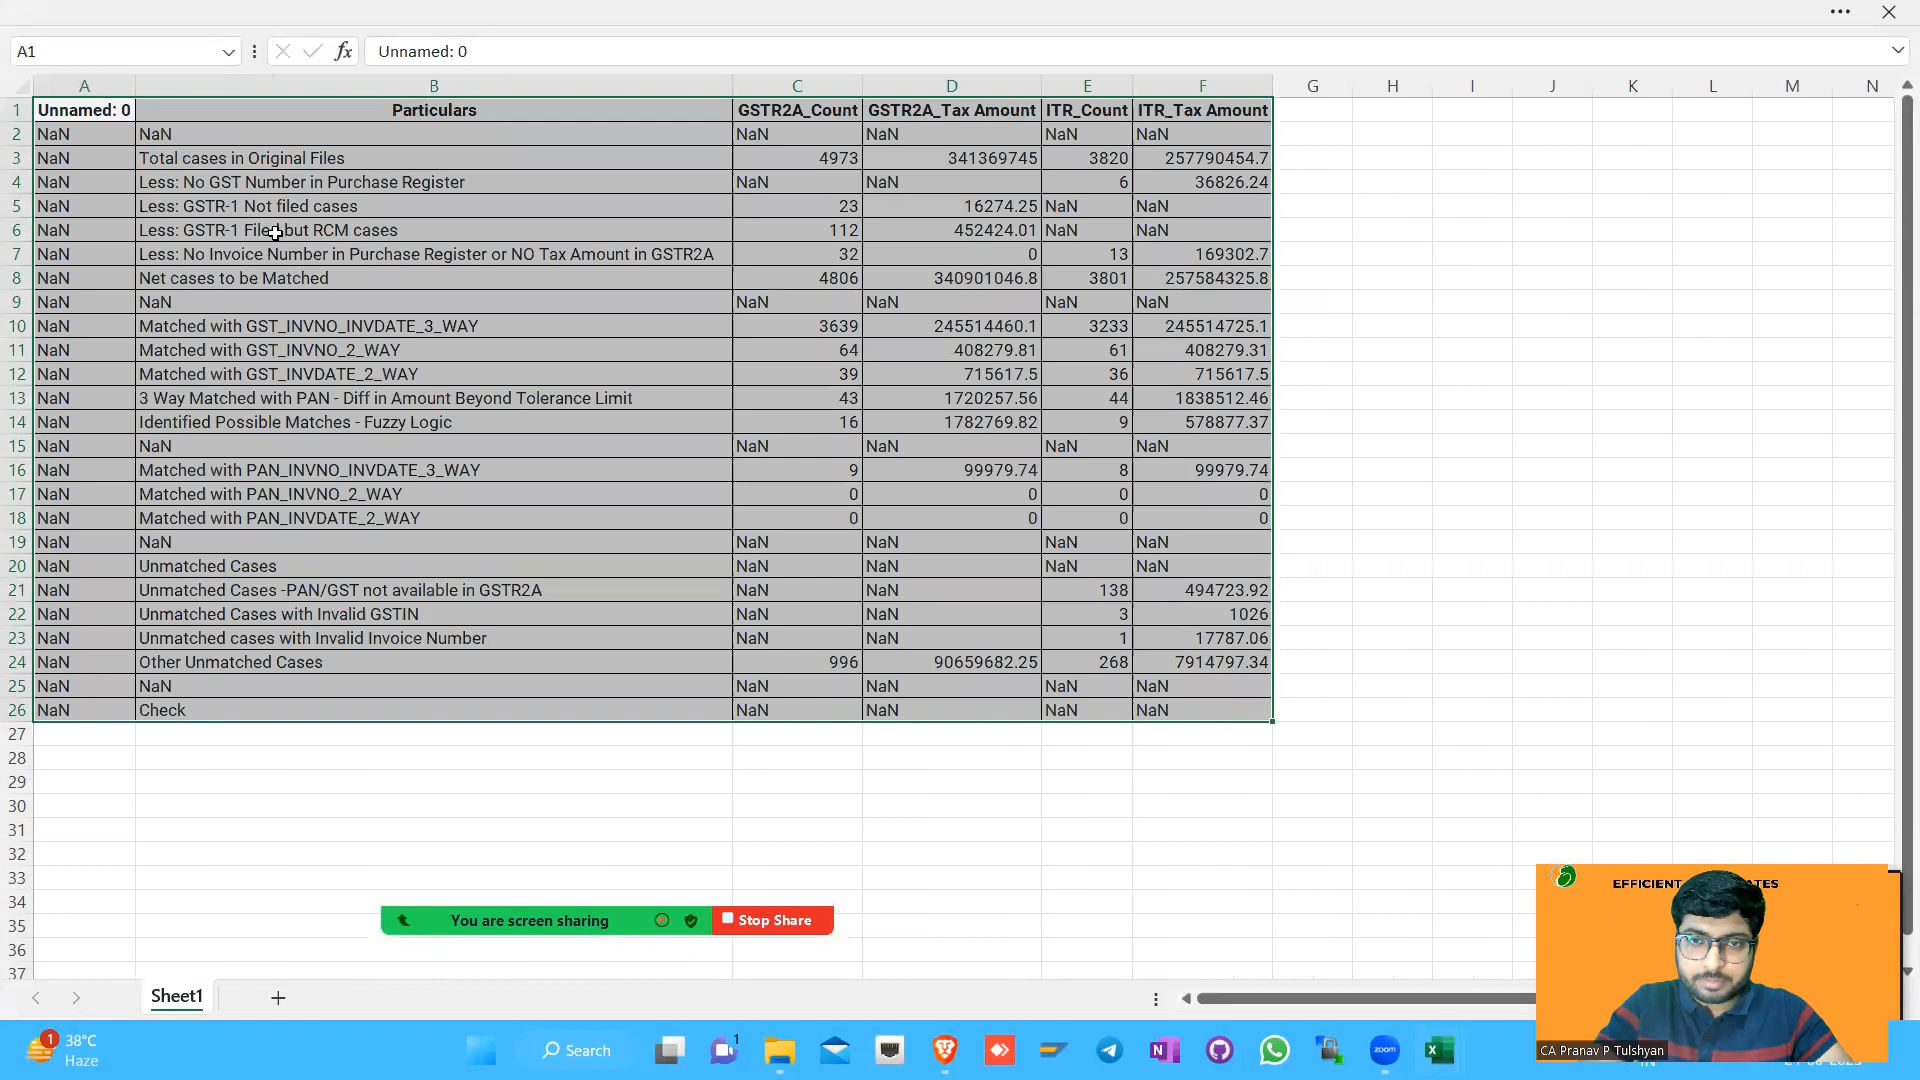 A1 fx Unnamed: 0
A B C D E F G H I J K L M N
1 Unnamed: 0 Particulars GSTR2A_Count GSTR2A_Tax Amount ITR_Count ITR_Tax Amount
2 NaN NaN NaN NaN NaN NaN
3 NaN Total cases in Original Files 4973 341369745 3820 257790454.7
4 NaN Less: No GST Number in Purchase Register NaN NaN 6 36826.24
5 NaN Less: GSTR-1 Not filed cases 23 16274.25 NaN NaN
6 NaN Less: GSTR-1 Filed but RCM cases 112 452424.01 NaN NaN
7 NaN Less: No Invoice Number in Purchase Register or NO Tax Amount in GSTR2A 32 0 13 169302.7
8 NaN Net cases to be Matched 4806 340901046.8 3801 257584325.8
9 NaN NaN NaN NaN NaN NaN
10 NaN Matched with GST_INVNO_INVDATE_3_WAY 3639 245514460.1 3233 245514725.1
11 NaN Matched with GST_INVNO_2_WAY 64 408279.81 61 408279.31
12 NaN Matched with GST_INVDATE_2_WAY 39 715617.5 36 715617.5
13 NaN 3 Way Matched with PAN - Diff in Amount Beyond Tolerance Limit 43 1720257.56 44 1838512.46
14 NaN Identified Possible Matches - Fuzzy Logic 16 1782769.82 9 578877.37
15 NaN NaN NaN NaN NaN NaN
16 NaN Matched with PAN_INVNO_INVDATE_3_WAY 9 99979.74 8 99979.74
17 NaN Matched with PAN_INVNO_2_WAY 0 0 0 0
18 NaN Matched with PAN_INVDATE_2_WAY 0 0 0 0
19 NaN NaN NaN NaN NaN NaN
20 NaN Unmatched Cases NaN NaN NaN NaN
21 NaN Unmatched Cases -PAN/GST not available in GSTR2A NaN NaN 138 494723.92
22 NaN Unmatched Cases with Invalid GSTIN NaN NaN 3 1026
23 NaN Unmatched cases with Invalid Invoice Number NaN NaN 1 17787.06
24 NaN Other Unmatched Cases 996 90659682.25 268 7914797.34
25 NaN NaN NaN NaN NaN NaN
26 NaN Check NaN NaN NaN NaN
27
28
29
30
31
32
33
34
35
36
37
You are screen sharing Stop Share
EFFICIENT
CA Pranav P Tulshyan
Sheet1
1 38°C
Haze
Search
1
zoom